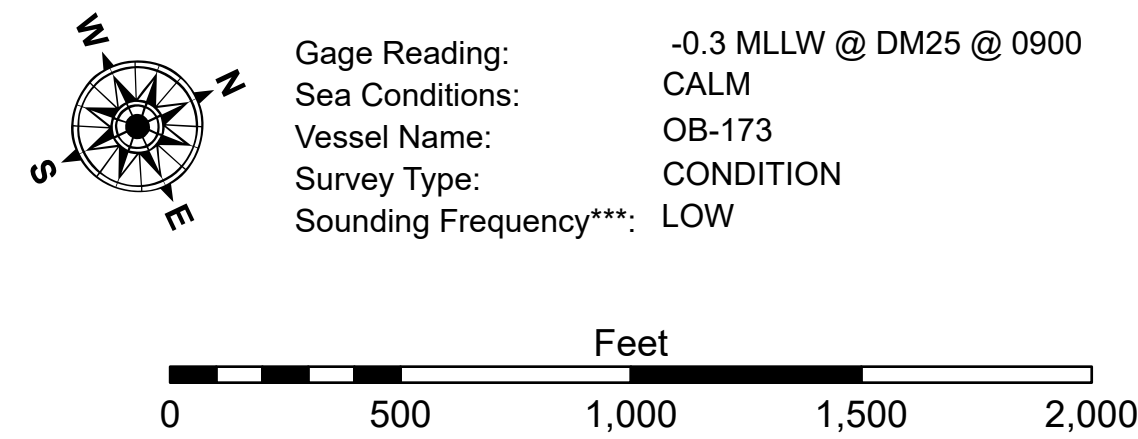 W
N
S
E
Gage Reading: -0.3 MLLW @ DM25 @ 0900
Sea Conditions: CALM
Vessel Name: OB-173
Survey Type: CONDITION
Sounding Frequency***: LOW
Feet
0 500 1,000 1,500 2,000